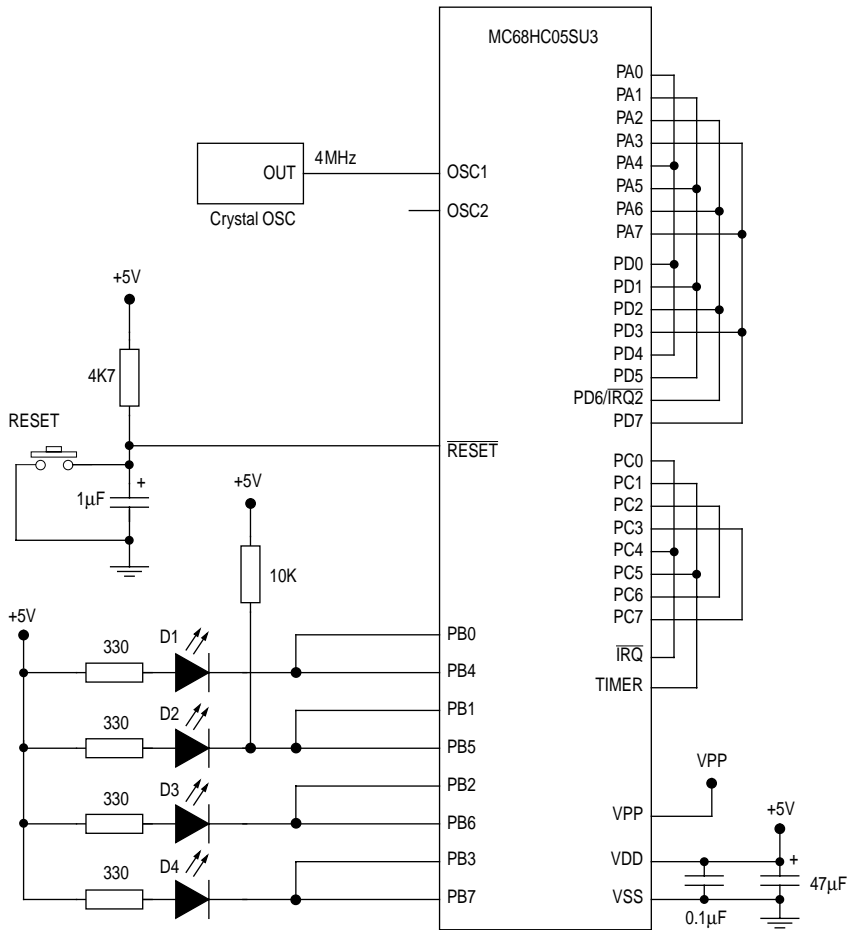 MC68HC05SU3
PA0
PA1
PA2
PA3
PA4
PA5
PA6
PA7
PD0
PD1
PD2
PD3
PD4
PD5
PD6/IRQ2
PD7
PC0
PC1
PC2
PC3
PC4
PC5
PC6
PC7
IRQ
TIMER
VPP
VPP
+5V
VDD
+
47µF
VSS
0.1µF
OUT
4MHz
OSC1
Crystal OSC
OSC2
+5V
4K7
RESET
RESET
+
1µF
+5V
10K
+5V
330
D1
PB0
PB4
330
D2
PB1
PB5
330
D3
PB2
PB6
330
D4
PB3
PB7